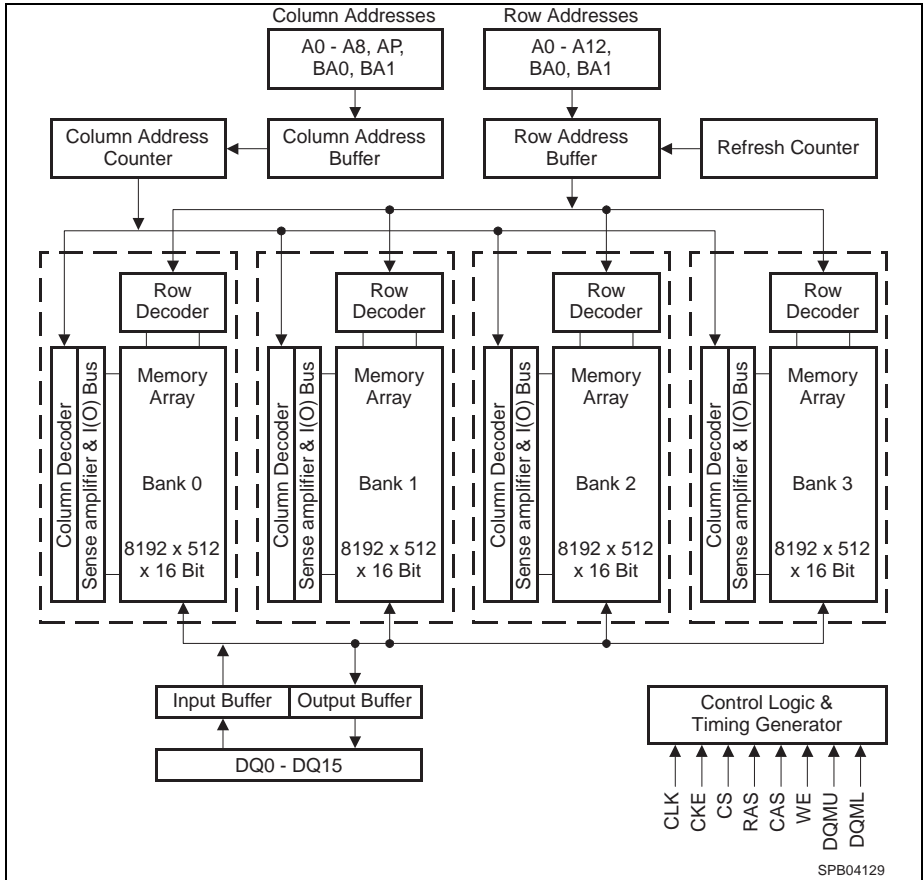 Column Addresses
Row Addresses
A0 - A8, AP,
BA0, BA1
A0 - A12,
BA0, BA1
Column Address
Counter
Column Address
Buffer
Row Address
Buffer
Refresh Counter
Row
Decoder
Row
Decoder
Row
Decoder
Row
Decoder
Column Decoder
Sense amplifier & I(O) Bus
Memory
Array
Bank 0
8192 x 512
x 16 Bit
Column Decoder
Sense amplifier & I(O) Bus
Memory
Array
Bank 1
8192 x 512
x 16 Bit
Column Decoder
Sense amplifier & I(O) Bus
Memory
Array
Bank 2
8192 x 512
x 16 Bit
Column Decoder
Sense amplifier & I(O) Bus
Memory
Array
Bank 3
8192 x 512
x 16 Bit
Input Buffer
Output Buffer
DQ0 - DQ15
Control Logic &
Timing Generator
CLK
CKE
CS
RAS
CAS
WE
DQMU
DQML
SPB04129